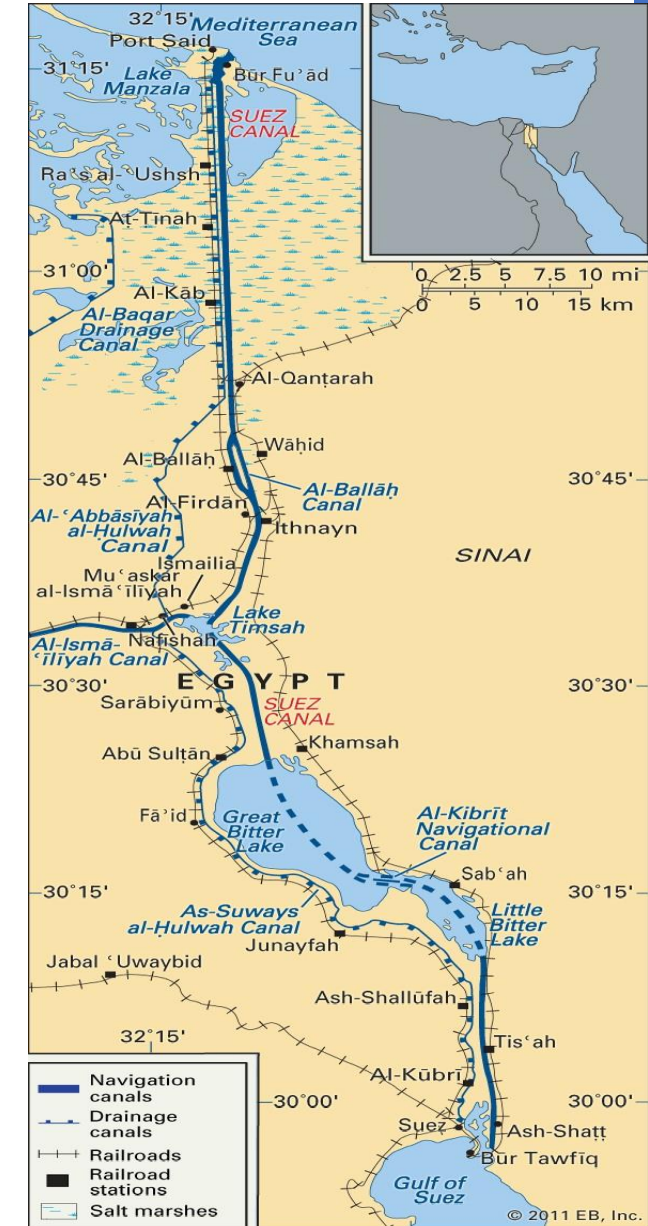 32°15'
Mediterranean
Sea
Port Said
31°15'
Lake
Manzala
Būr Fu’ād
SUEZ
CANAL
Ra’s al-‘Ushsh
Aṭ-Ṭīnah
31°00'
0 2.5 5 7.5 10 mi
0 5 10 15 km
Al-Kāb
Al-Baqar
Drainage
Canal
Al-Qanṭarah
Wāḥid
Al-Ballāḥ
30°45'
30°45'
Al-Ballāḥ
Canal
Al-Firdān
Al-‘Abbāsīyah
al-Ḥulwah
Canal
Ithnayn
SINAI
Ismailia
Mu‘askar
al-Ismā‘īlīyah
Lake
Timsah
Nafīshah
Al-Ismā-
‘īlīyah Canal
EGYPT
30°30'
30°30'
Sarābiyūm
SUEZ
CANAL
Khamsah
Abū Sulṭān
Fā’id
Great
Bitter
Lake
Al-Kibrīt
Navigational
Canal
Sab‘ah
30°15'
30°15'
As-Suways
al-Ḥulwah Canal
Little
Bitter
Lake
Junayfah
Jabal ‘Uwaybid
Ash-Shallūfah
32°15'
Tis‘ah
Al-Kūbrī
30°00'
30°00'
Suez
Ash-Shaṭṭ
Būr Tawfīq
Gulf of
Suez
Navigation
canals
Drainage
canals
Railroads
Railroad
stations
Salt marshes
© 2011 EB, Inc.